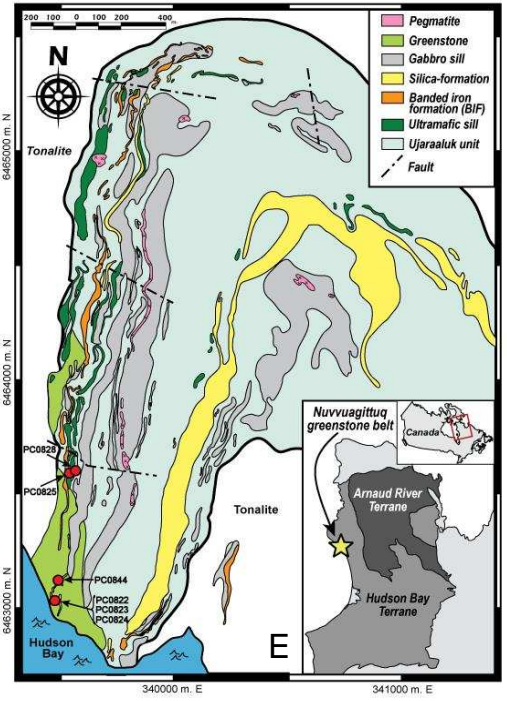 200 100 0 100 200 m
N
Pegmatite
Greenstone
Gabbro sill
Silica-formation
Banded iron
formation (BIF)
Ultramafic sill
Ujaraaluk unit
Fault
6465000 m. N
Tonalite
6464000 m. N
PC0828
PC0825
PC0844
PC0822
PC0823
PC0824
6463000 m. N
Hudson
Bay
Tonalite
E
Nuvvuagittuq
greenstone belt
Canada
Arnaud River
Terrane
Hudson Bay
Terrane
340000 m. E
341000 m. E